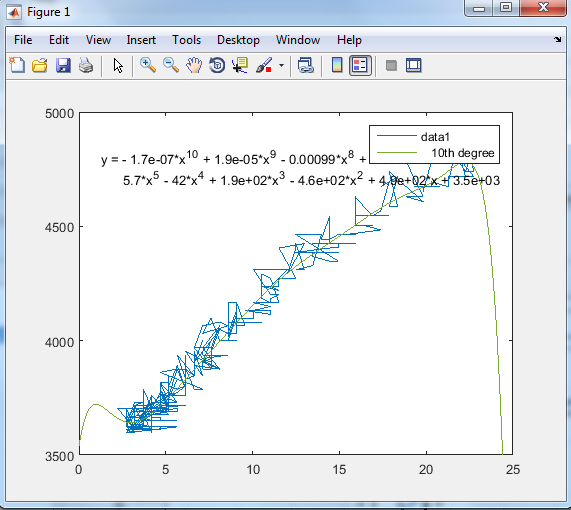 Figure 1
File Edit View Insert Tools Desktop Window Help
5000
data1
10th degree
y = - 1.7e-07*x^10 + 1.9e-05*x^9 - 0.00099*x^8 +
5.7*x^5 - 42*x^4 + 1.9e+02*x^3 - 4.6e+02*x^2 + 4.9e+02*x + 3.5e+03
4500
4000
3500
0 5 10 15 20 25